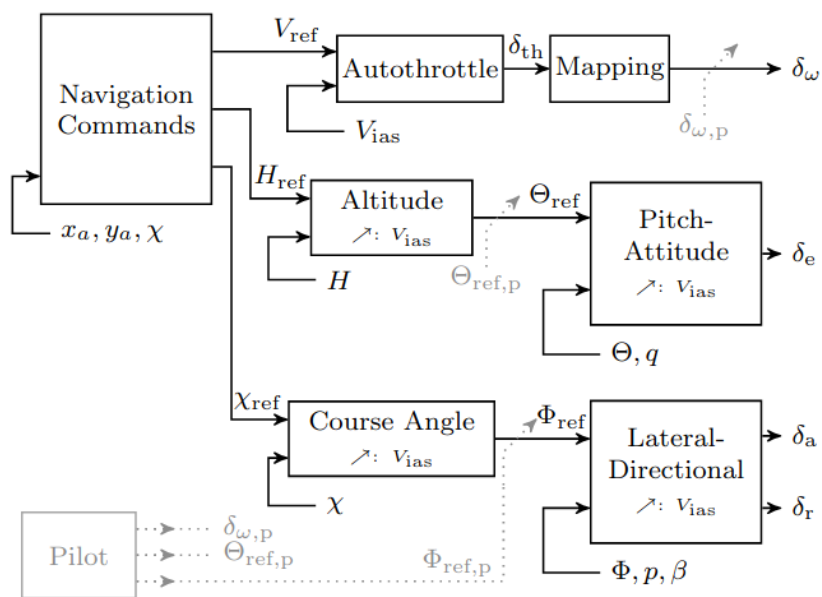 Navigation
Commands
x_a, y_a, χ
V_ref
Autothrottle
V_ias
δ_th
Mapping
δ_ω,p
δ_ω
H_ref
Altitude
↗: V_ias
H
Θ_ref,p
Θ_ref
Pitch-
Attitude
↗: V_ias
Θ, q
δ_e
χ_ref
Course Angle
↗: V_ias
χ
Φ_ref
Lateral-
Directional
↗: V_ias
Φ, p, β
δ_a
δ_r
Pilot
δ_ω,p
Θ_ref,p
Φ_ref,p